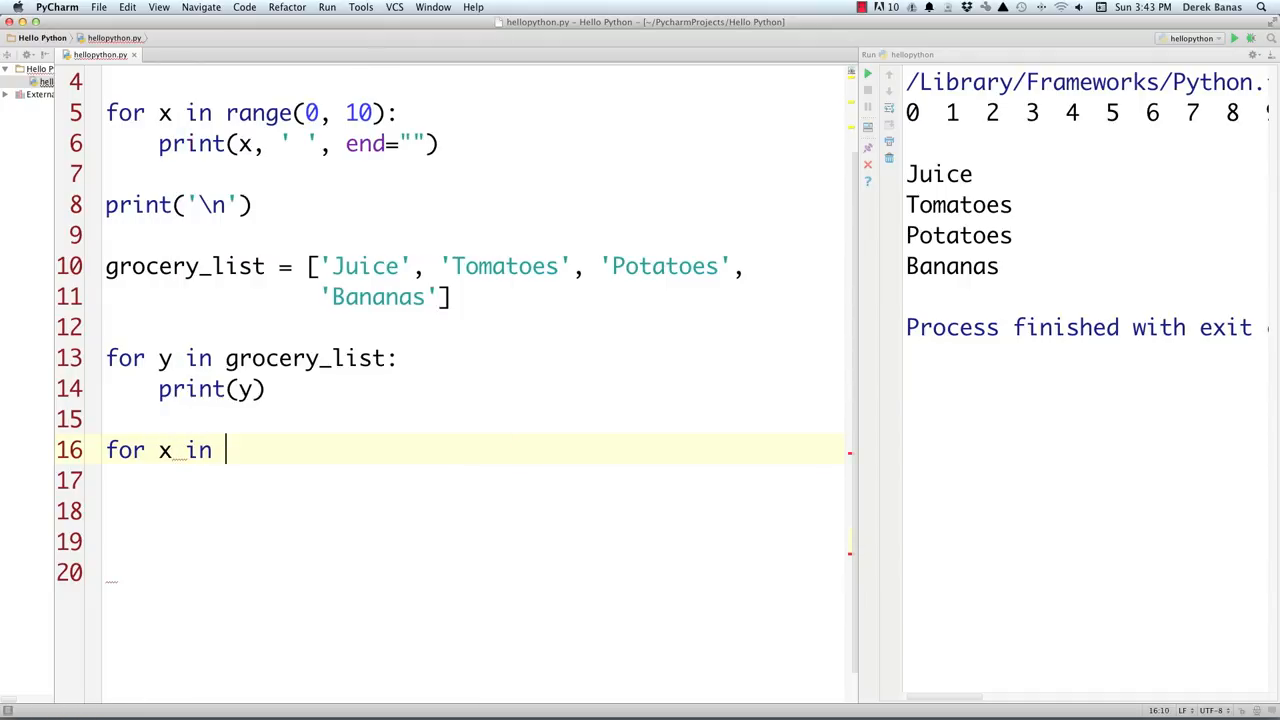 PyCharm File Edit View Navigate Code Refactor Run Tools VCS Window Help 10 Sun 3:43 PM Derek Banas
hellopython.py – Hello Python – [~/PycharmProjects/Hello Python]
Hello Python hellopython.py hellopython
hellopython.py Run hellopython
Hello P
hell
Extern
4
5 for x in range(0, 10):
6 print(x, ' ', end="")
7
8 print('\n')
9
10 grocery_list = ['Juice', 'Tomatoes', 'Potatoes',
11 'Bananas']
12
13 for y in grocery_list:
14 print(y)
15
16 for x in
17
18
19
20
/Library/Frameworks/Python.
0 1 2 3 4 5 6 7 8 9
Juice
Tomatoes
Potatoes
Bananas
Process finished with exit
16:10 LF UTF-8